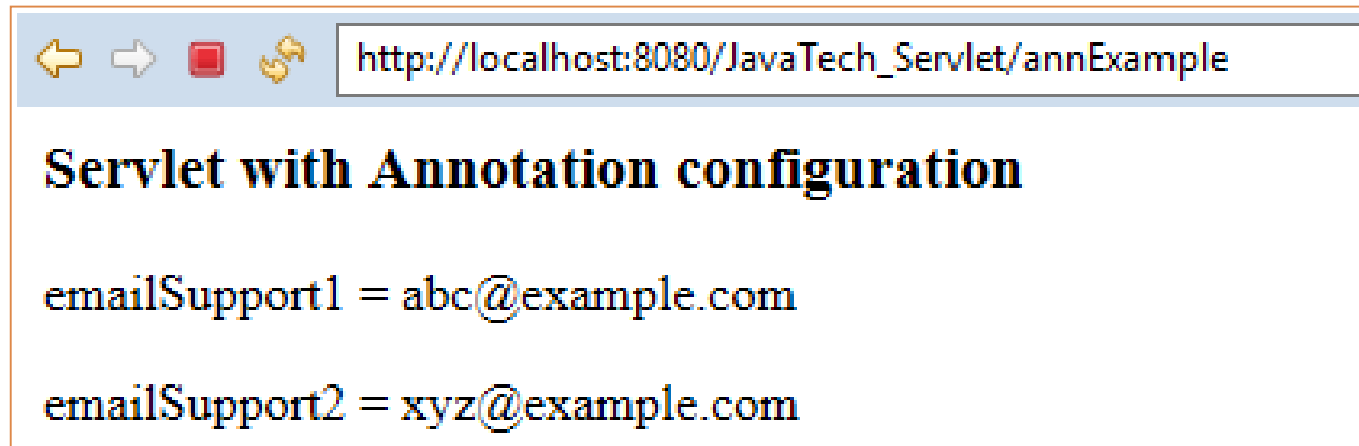 http://localhost:8080/JavaTech_Servlet/annExample
Servlet with Annotation configuration
emailSupport1 = abc@example.com
emailSupport2 = xyz@example.com